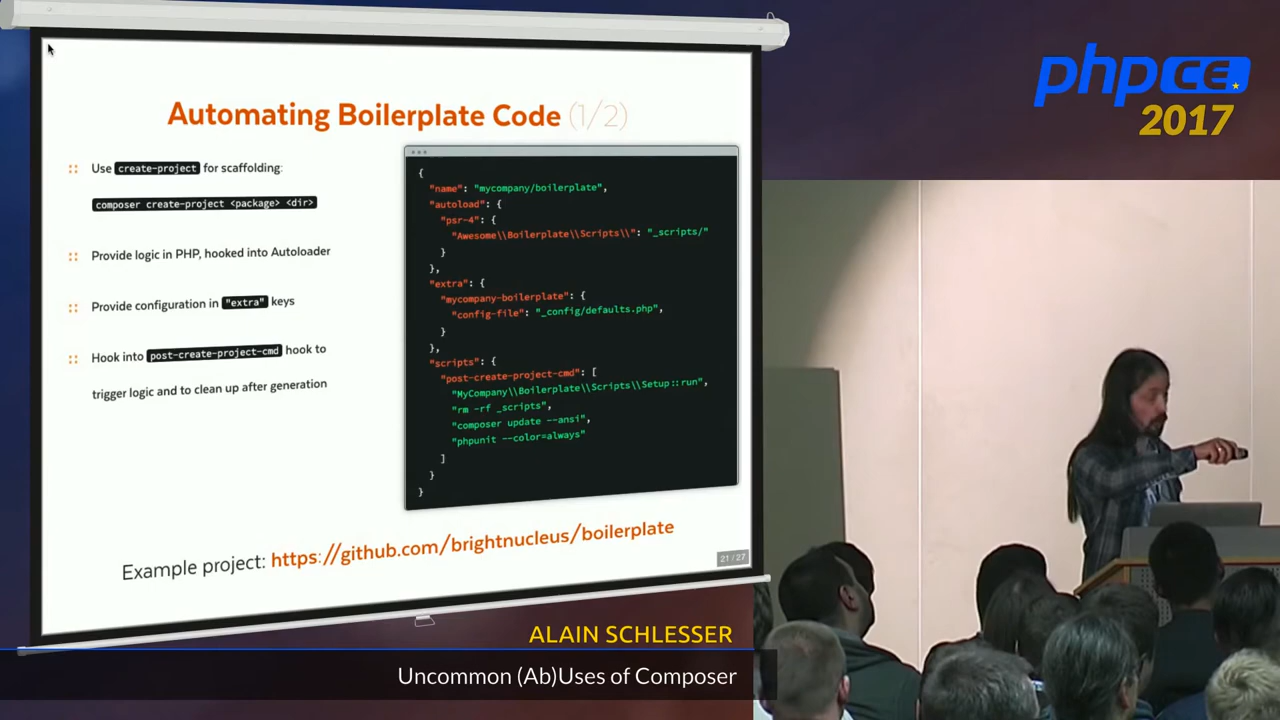 Automating Boilerplate Code (1/2)
Use create-project for scaffolding:
composer create-project <package> <dir>
Provide logic in PHP, hooked into Autoloader
Provide configuration in "extra" keys
Hook into post-create-project-cmd hook to
trigger logic and to clean up after generation
{
"name": "mycompany/boilerplate",
"autoload": {
"psr-4": {
"Awesome\\Boilerplate\\Scripts\\": "_scripts/"
}
},
"extra": {
"mycompany-boilerplate": {
"config-file": "_config/defaults.php",
}
},
"scripts": {
"post-create-project-cmd": [
"MyCompany\\Boilerplate\\Scripts\\Setup::run",
"rm -rf _scripts",
"composer update --ansi",
"phpunit --color=always"
]
}
}
Example project: https://github.com/brightnucleus/boilerplate
21 / 27
phpCE
2017
ALAIN SCHLESSER
Uncommon (Ab)Uses of Composer